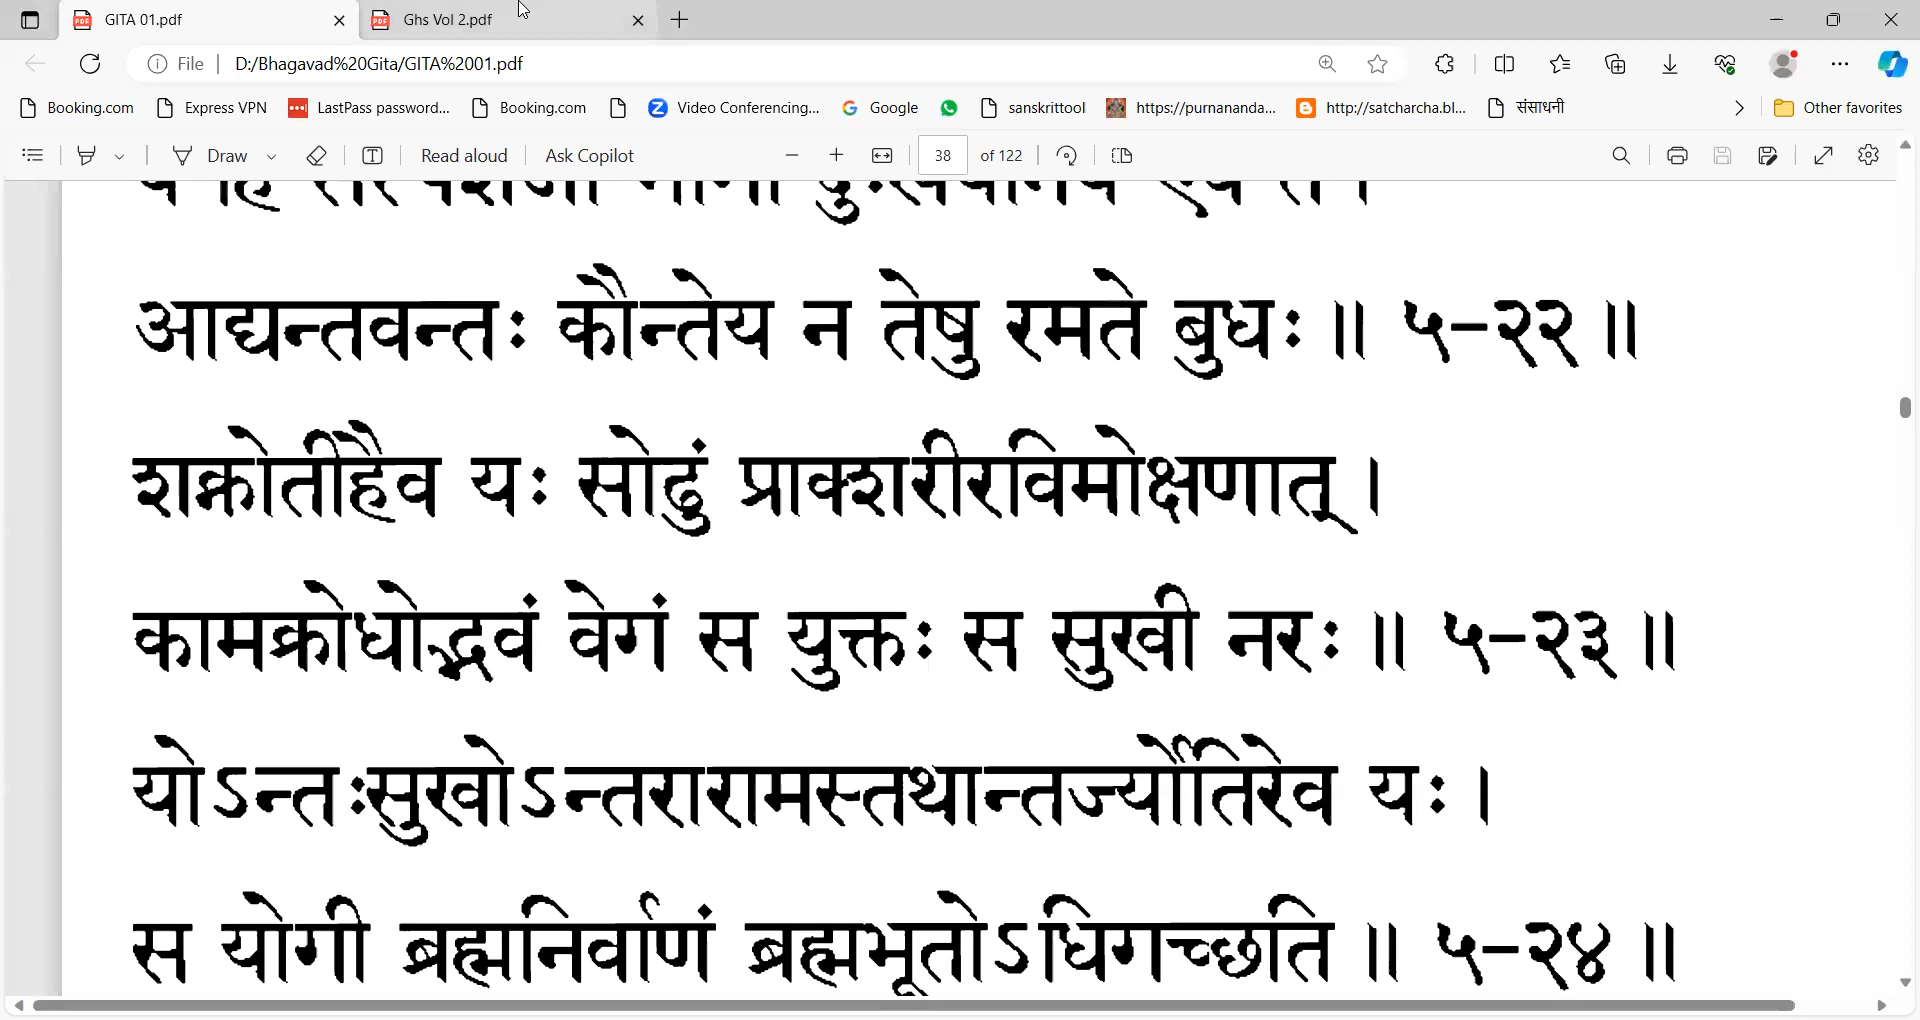 GITA 01.pdf
Ghs Vol 2.pdf
File D:/Bhagavad%20Gita/GITA%2001.pdf
Booking.com Express VPN LastPass password... Booking.com Video Conferencing... Google sanskrittool https://purnananda... http://satcharcha.bl... संसाधनी Other favorites
Draw Read aloud Ask Copilot 38 of 122
आद्यन्तवन्तः कौन्तेय न तेषु रमते बुधः ॥ ५-२२ ॥
शक्नोतीहैव यः सोढुं प्राक्शरीरविमोक्षणात् ।
कामक्रोधोद्भवं वेगं स युक्तः स सुखी नरः ॥ ५-२३ ॥
योऽन्तःसुखोऽन्तरारामस्तथान्तर्ज्योतिरेव यः ।
स योगी ब्रह्मनिर्वाणं ब्रह्मभूतोऽधिगच्छति ॥ ५-२४ ॥